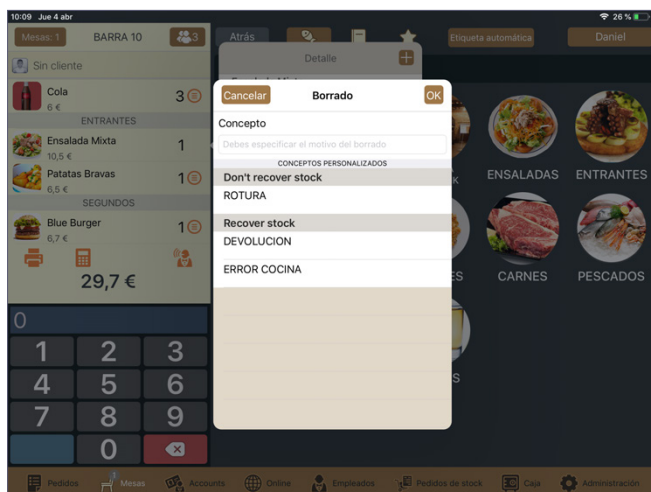 10:09 Jue 4 abr
26 %
Mesas: 1
BARRA 10
3
Atrás
Etiqueta automática
Daniel
Sin cliente
Detalle
Cola
6 €
3
Cancelar
Borrado
OK
ENTRANTES
Concepto
Ensalada Mixta
10,5 €
1
Debes especificar el motivo del borrado
CONCEPTOS PERSONALIZADOS
Patatas Bravas
6,5 €
1
Don't recover stock
ENSALADAS
ENTRANTES
ROTURA
SEGUNDOS
Blue Burger
6,7 €
1
Recover stock
DEVOLUCION
ERROR COCINA
29,7 €
CARNES
PESCADOS
0
1
2
3
4
5
6
7
8
9
0
Pedidos
1
Mesas
Accounts
Online
Empleados
Pedidos de stock
Caja
Administración